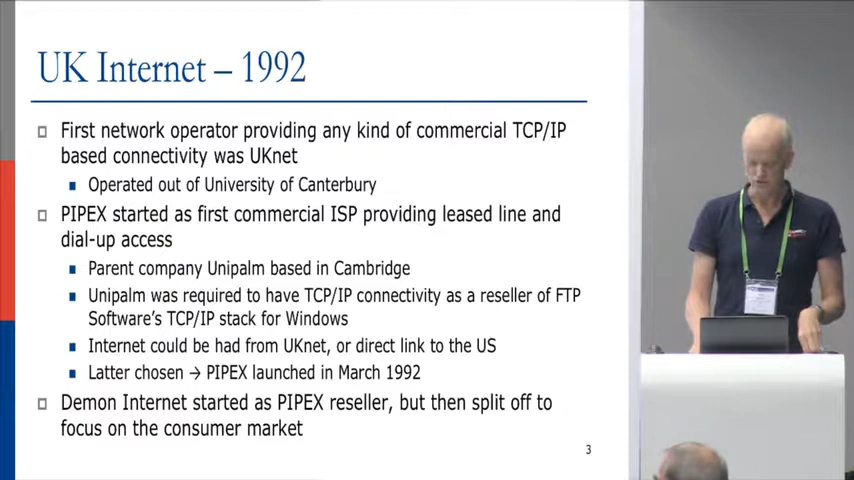 UK Internet – 1992
First network operator providing any kind of commercial TCP/IP
based connectivity was UKnet
Operated out of University of Canterbury
PIPEX started as first commercial ISP providing leased line and
dial-up access
Parent company Unipalm based in Cambridge
Unipalm was required to have TCP/IP connectivity as a reseller of FTP
Software's TCP/IP stack for Windows
Internet could be had from UKnet, or direct link to the US
Latter chosen → PIPEX launched in March 1992
Demon Internet started as PIPEX reseller, but then split off to
focus on the consumer market
3